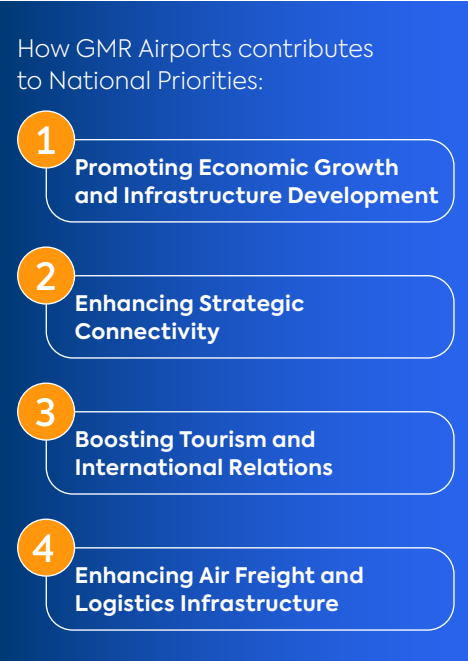 How GMR Airports contributes
to National Priorities:
1
Promoting Economic Growth
and Infrastructure Development
2
Enhancing Strategic
Connectivity
3
Boosting Tourism and
International Relations
4
Enhancing Air Freight and
Logistics Infrastructure